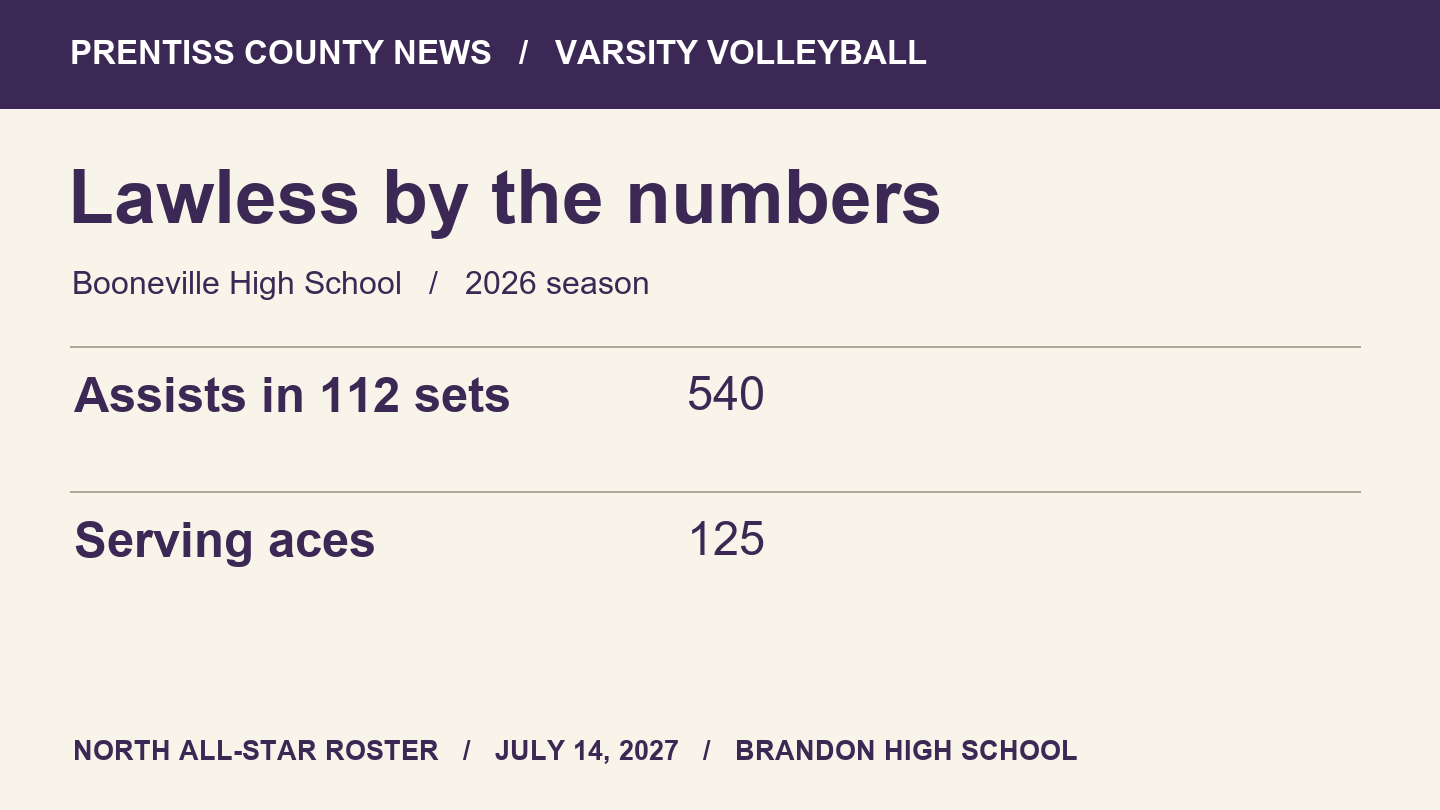 PRENTISS COUNTY NEWS / VARSITY VOLLEYBALL
Lawless by the numbers
Booneville High School / 2026 season
Assists in 112 sets 540
Serving aces 125
NORTH ALL-STAR ROSTER / JULY 14, 2027 / BRANDON HIGH SCHOOL